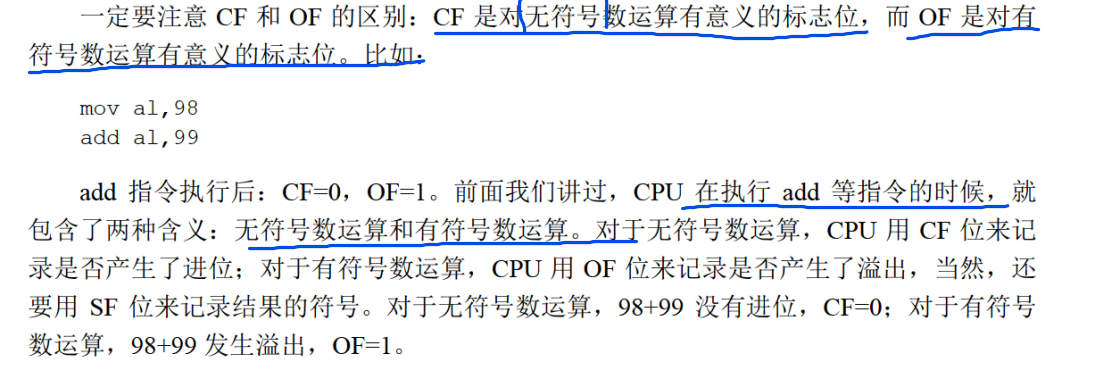 一定要注意 CF 和 OF 的区别：CF 是对无符号数运算有意义的标志位，而 OF 是对有
符号数运算有意义的标志位。比如：
mov al,98
add al,99
add 指令执行后：CF=0，OF=1。前面我们讲过，CPU 在执行 add 等指令的时候，就
包含了两种含义：无符号数运算和有符号数运算。对于无符号数运算，CPU 用 CF 位来记
录是否产生了进位；对于有符号数运算，CPU 用 OF 位来记录是否产生了溢出，当然，还
要用 SF 位来记录结果的符号。对于无符号数运算，98+99 没有进位，CF=0；对于有符号
数运算，98+99 发生溢出，OF=1。